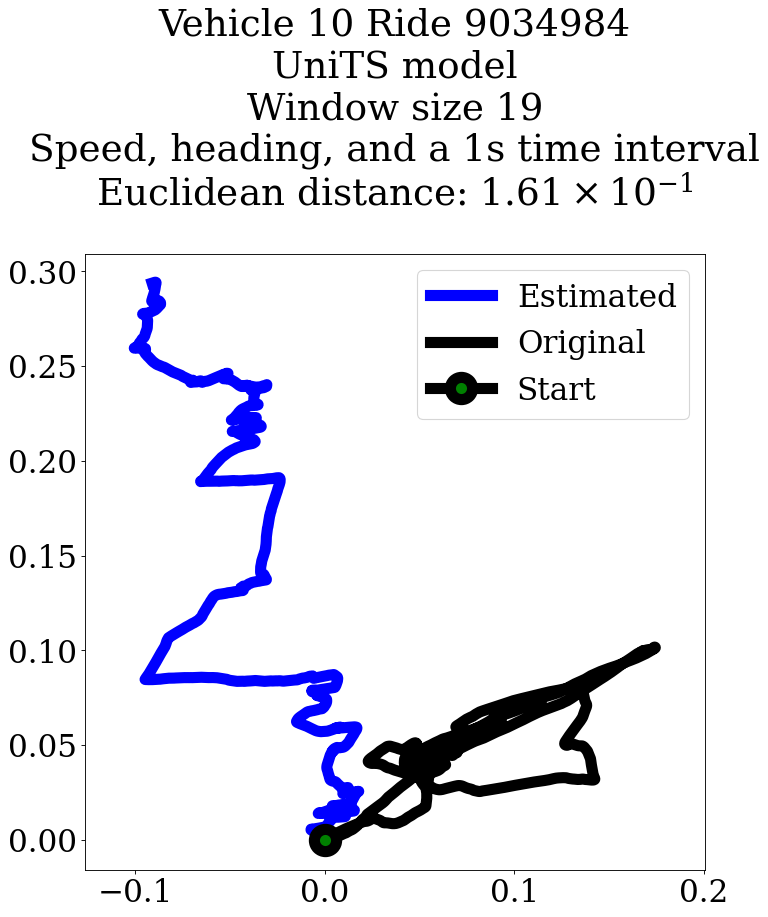 Vehicle 10 Ride 9034984
UniTS model
Window size 19
Speed, heading, and a 1s time interval
Euclidean distance: 1.61 × 10⁻¹
Estimated
Original
Start
0.30
0.25
0.20
0.15
0.10
0.05
0.00
−0.1
0.0
0.1
0.2